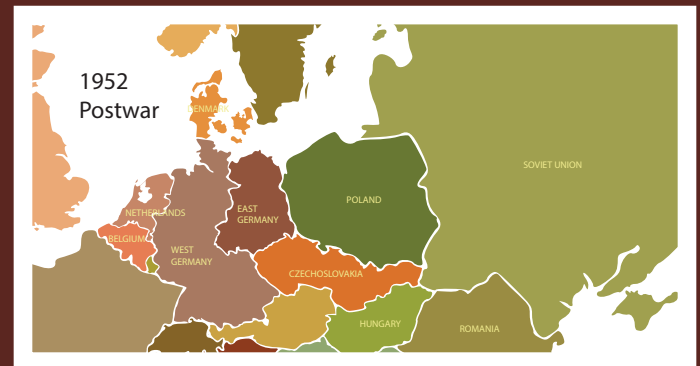 1952
Postwar
DENMARK
SOVIET UNION
POLAND
NETHERLANDS
EAST
GERMANY
BELGIUM
WEST
GERMANY
CZECHOSLOVAKIA
HUNGARY
ROMANIA